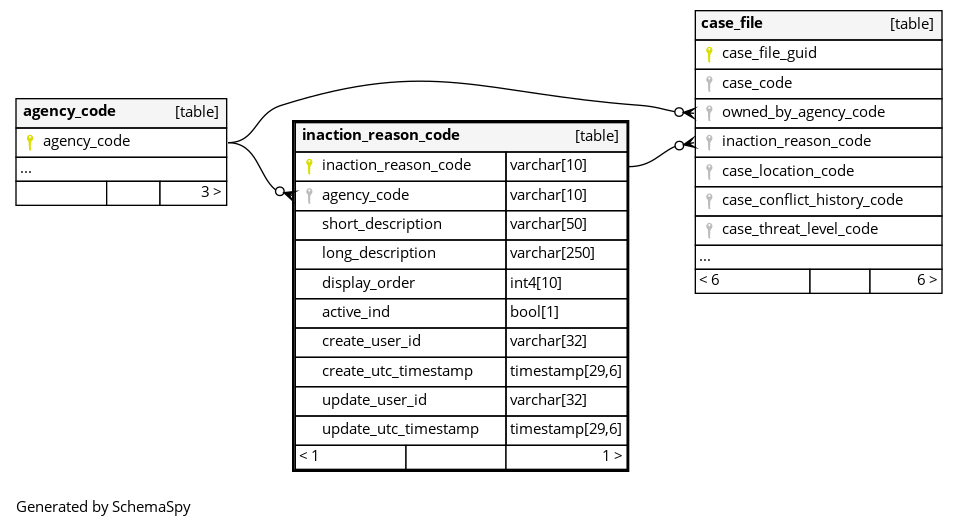 agency_code [table]
agency_code
...
3 >
inaction_reason_code [table]
inaction_reason_code varchar[10]
agency_code varchar[10]
short_description varchar[50]
long_description varchar[250]
display_order int4[10]
active_ind bool[1]
create_user_id varchar[32]
create_utc_timestamp timestamp[29,6]
update_user_id varchar[32]
update_utc_timestamp timestamp[29,6]
< 1 1 >
case_file [table]
case_file_guid
case_code
owned_by_agency_code
inaction_reason_code
case_location_code
case_conflict_history_code
case_threat_level_code
...
< 6 6 >
Generated by SchemaSpy